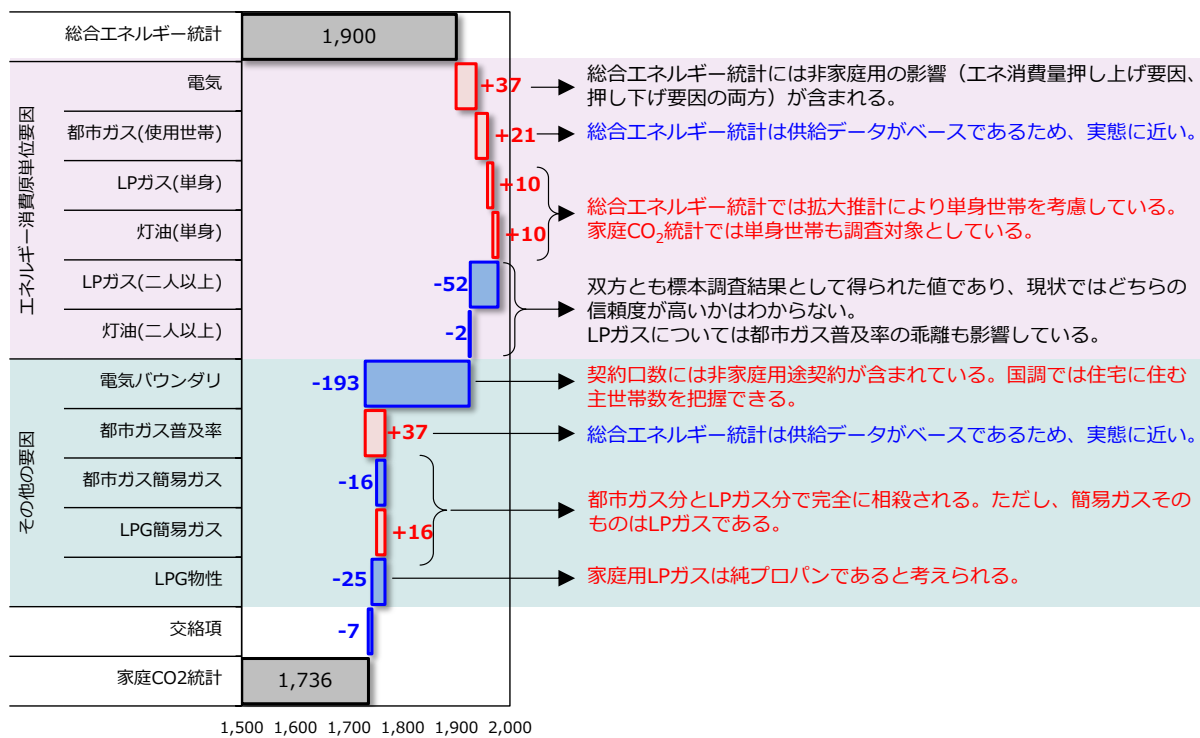 総合エネルギー統計
1,900
エネルギー消費原単位要因
電気
+37
総合エネルギー統計には非家庭用の影響（エネ消費量押し上げ要因、
押し下げ要因の両方）が含まれる。
都市ガス(使用世帯)
+21
総合エネルギー統計は供給データがベースであるため、実態に近い。
LPガス(単身)
+10
灯油(単身)
+10
総合エネルギー統計では拡大推計により単身世帯を考慮している。
家庭CO2統計では単身世帯も調査対象としている。
LPガス(二人以上)
-52
灯油(二人以上)
-2
双方とも標本調査結果として得られた値であり、現状ではどちらの
信頼度が高いかはわからない。
LPガスについては都市ガス普及率の乖離も影響している。
その他の要因
電気バウンダリ
-193
契約口数には非家庭用途契約が含まれている。国調では住宅に住む
主世帯数を把握できる。
都市ガス普及率
+37
総合エネルギー統計は供給データがベースであるため、実態に近い。
都市ガス簡易ガス
-16
LPG簡易ガス
+16
都市ガス分とLPガス分で完全に相殺される。ただし、簡易ガスその
ものはLPガスである。
LPG物性
-25
家庭用LPガスは純プロパンであると考えられる。
交絡項
-7
家庭CO2統計
1,736
1,500 1,600 1,700 1,800 1,900 2,000